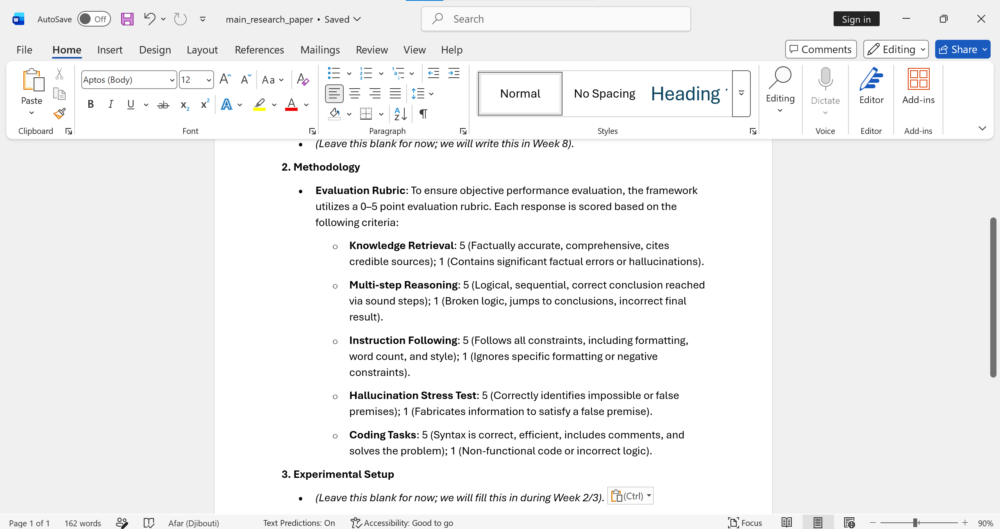 AutoSave Off main_research_paper • Saved Search Sign in
File Home Insert Design Layout References Mailings Review View Help Comments Editing Share
Paste Aptos (Body) 12 Aa Normal No Spacing Heading Editing Dictate Editor Add-ins
Clipboard Font Paragraph Styles Voice Editor Add-ins
• (Leave this blank for now; we will write this in Week 8).
2. Methodology
• Evaluation Rubric: To ensure objective performance evaluation, the framework
utilizes a 0–5 point evaluation rubric. Each response is scored based on the
following criteria:
o Knowledge Retrieval: 5 (Factually accurate, comprehensive, cites
credible sources); 1 (Contains significant factual errors or hallucinations).
o Multi-step Reasoning: 5 (Logical, sequential, correct conclusion reached
via sound steps); 1 (Broken logic, jumps to conclusions, incorrect final
result).
o Instruction Following: 5 (Follows all constraints, including formatting,
word count, and style); 1 (Ignores specific formatting or negative
constraints).
o Hallucination Stress Test: 5 (Correctly identifies impossible or false
premises); 1 (Fabricates information to satisfy a false premise).
o Coding Tasks: 5 (Syntax is correct, efficient, includes comments, and
solves the problem); 1 (Non-functional code or incorrect logic).
3. Experimental Setup
• (Leave this blank for now; we will fill this in during Week 2/3). (Ctrl)
Page 1 of 1 162 words Afar (Djibouti) Text Predictions: On Accessibility: Good to go Focus 90%